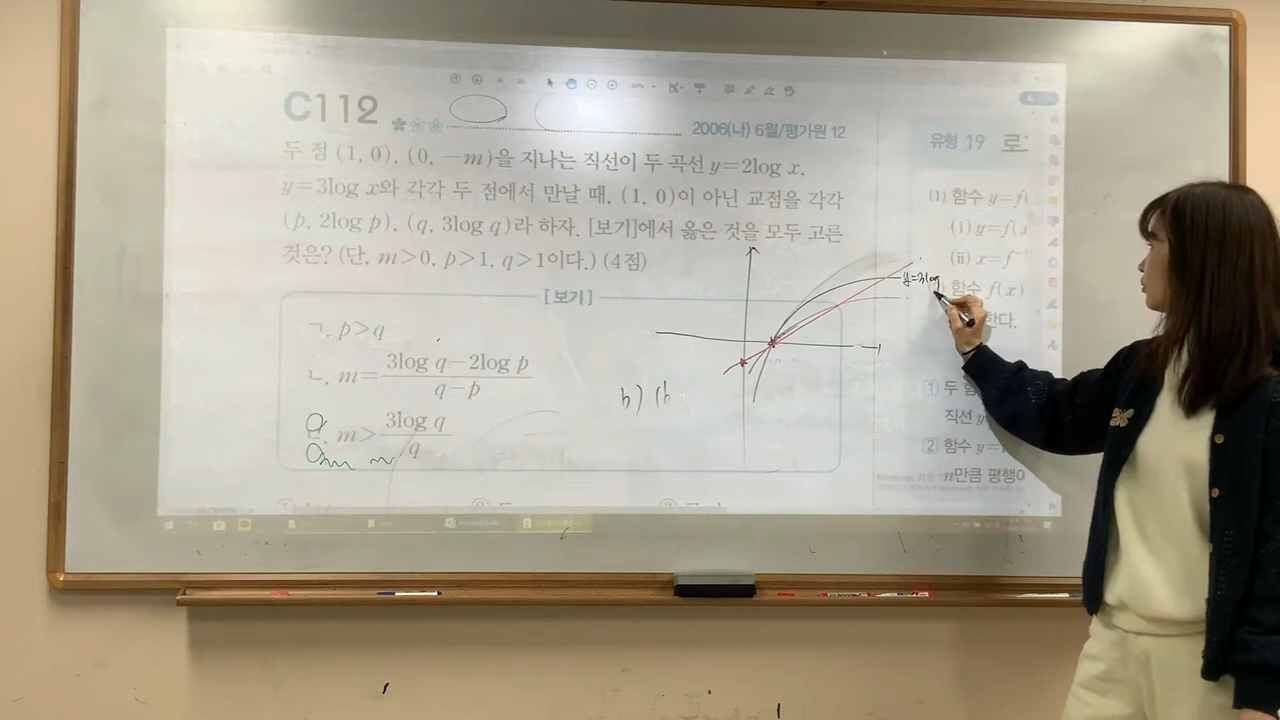 C112
2006(나) 6월/평가원 12
두 점 (1, 0), (0, −m)을 지나는 직선이 두 곡선 y=2log x,
y=3log x와 각각 두 점에서 만날 때, (1, 0)이 아닌 교점을 각각
(p, 2log p), (q, 3log q)라 하자. [보기]에서 옳은 것을 모두 고른
것은? (단, m>0, p>1, q>1이다.) (4점)
[보기]
ㄱ. p>q
ㄴ. m=(3log q−2log p)/(q−p)
m>(3log q)/q
y=3log
유형 19 로
(1) 함수 y=f(
(i) y=f(x
(ii) x=f
함수 f(x)
한다.
1 두 함
직선 y
2 함수 y=
n만큼 평행이